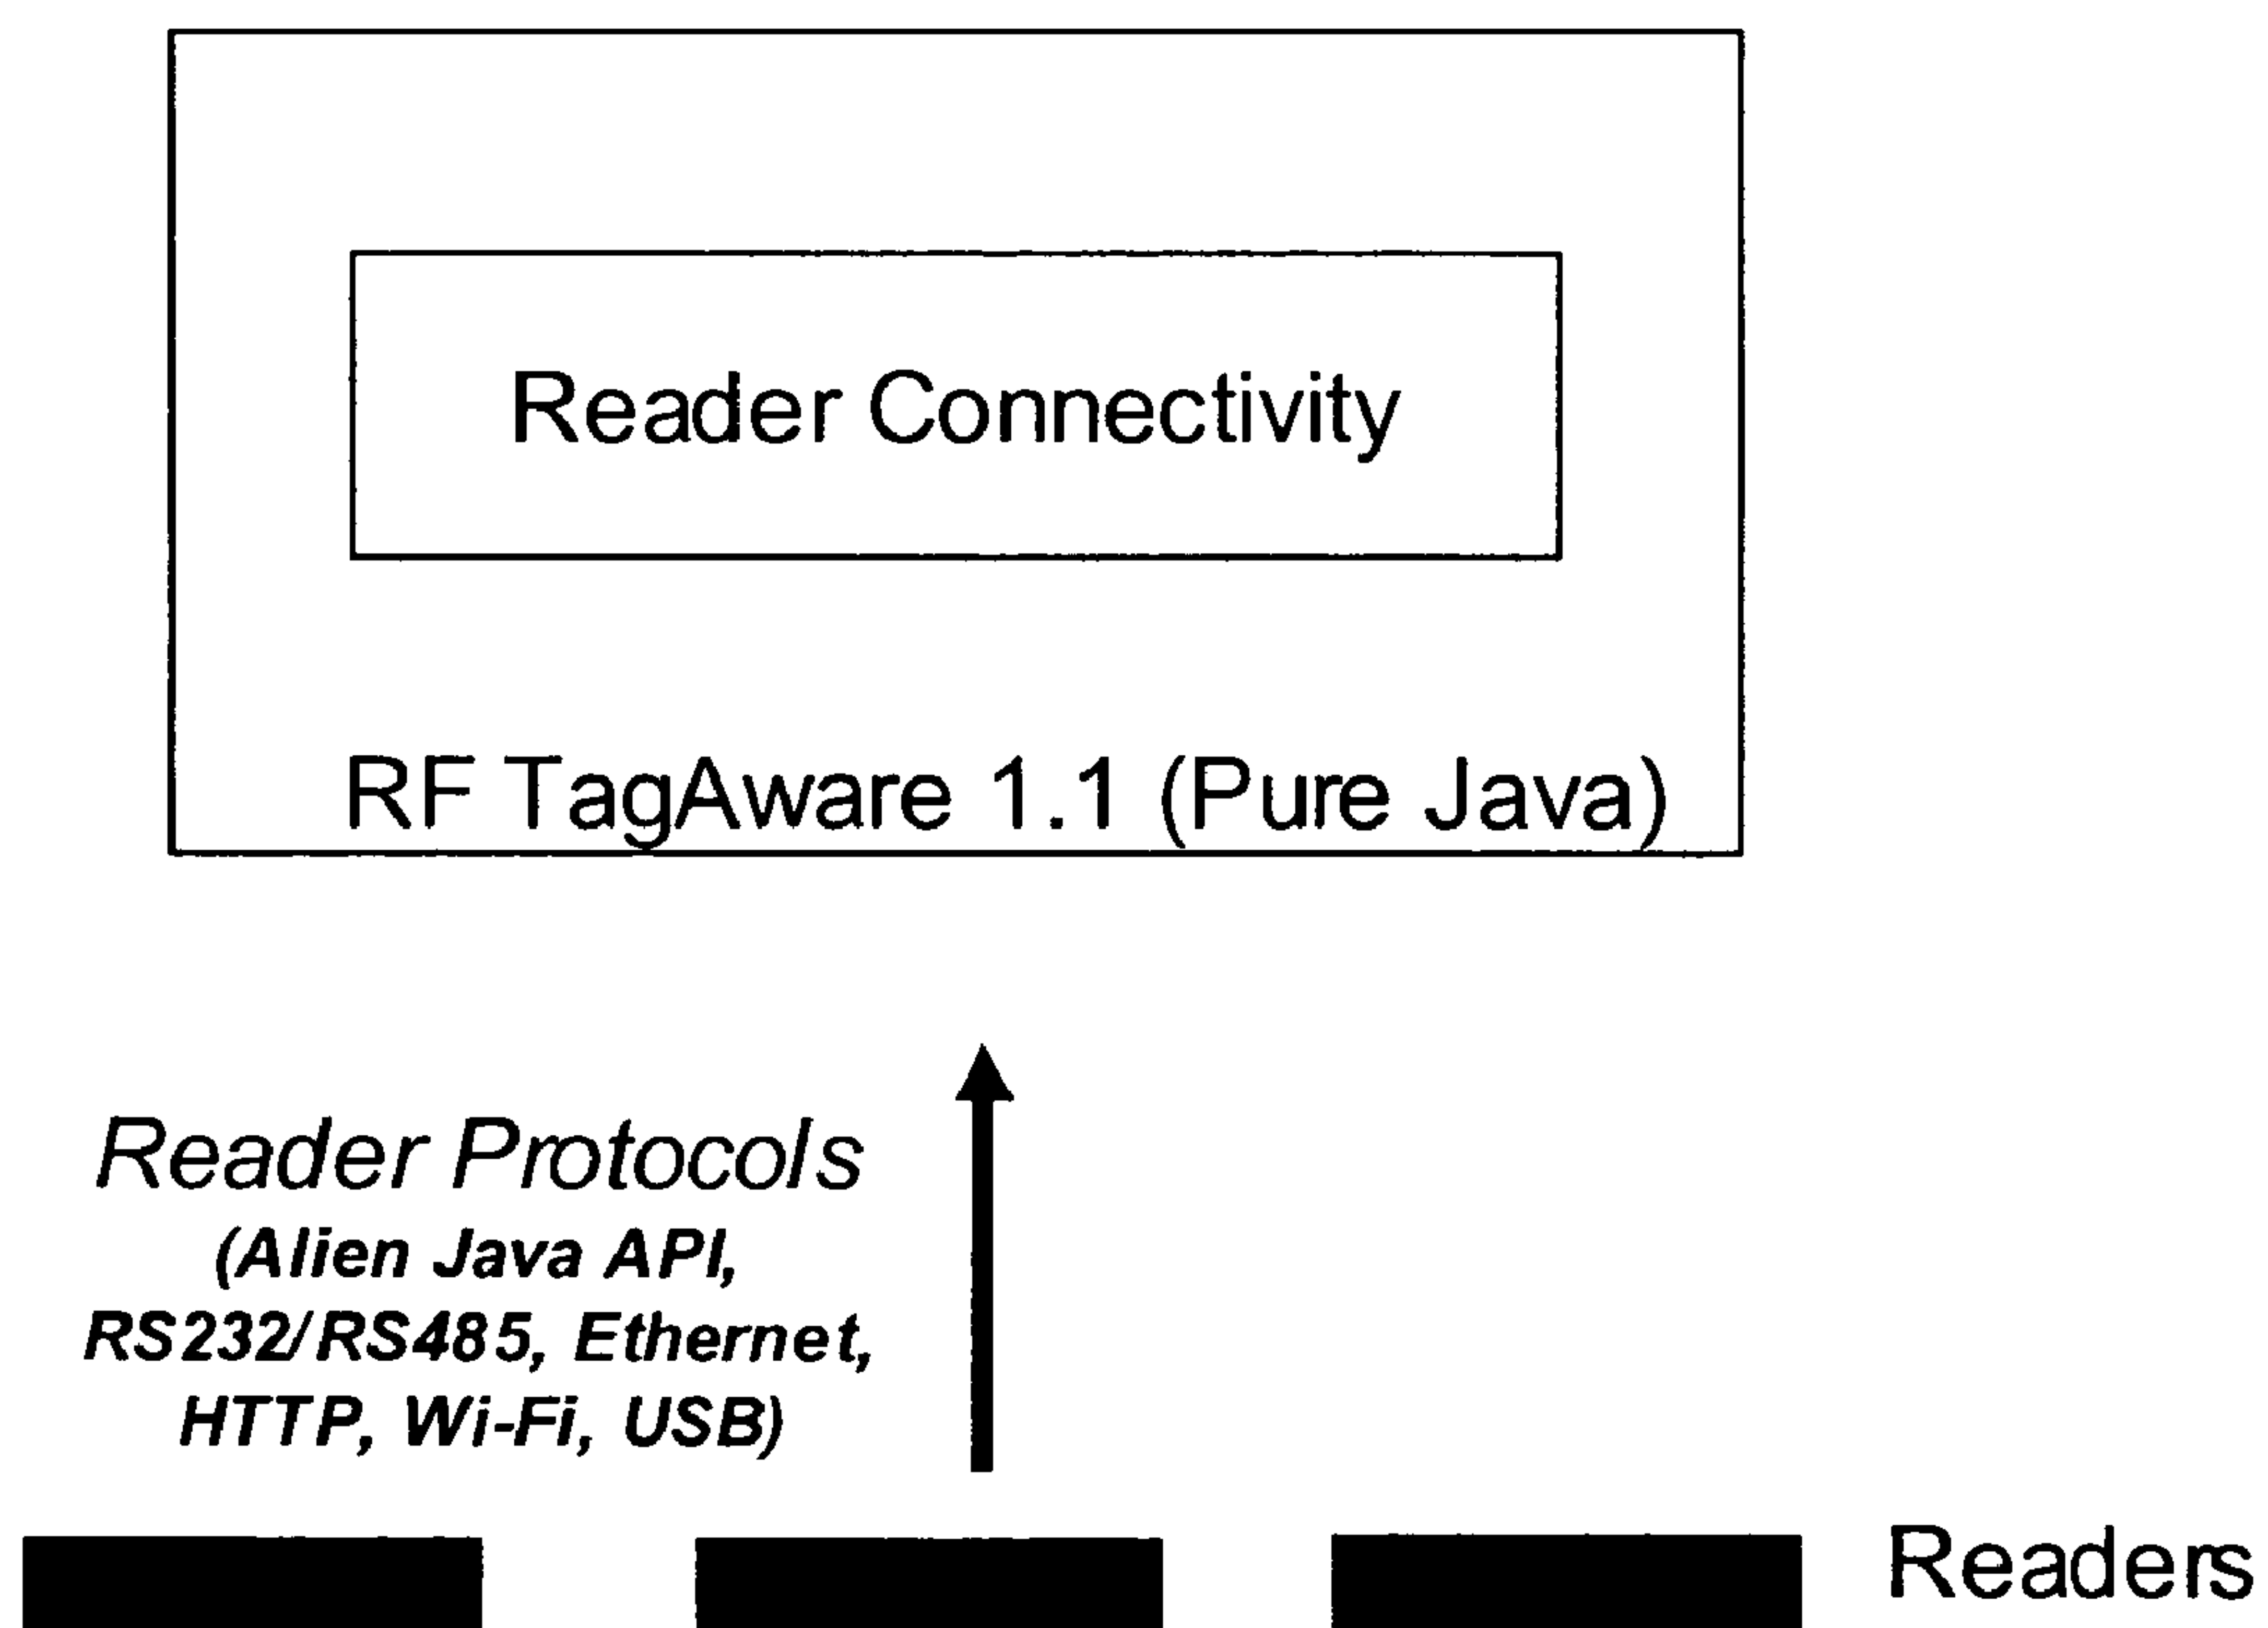 Reader Connectivity
RF TagAware 1.1 (Pure Java)
Reader Protocols
(Alien Java API,
RS232/RS485, Ethernet,
HTTP, Wi-Fi, USB)
Readers